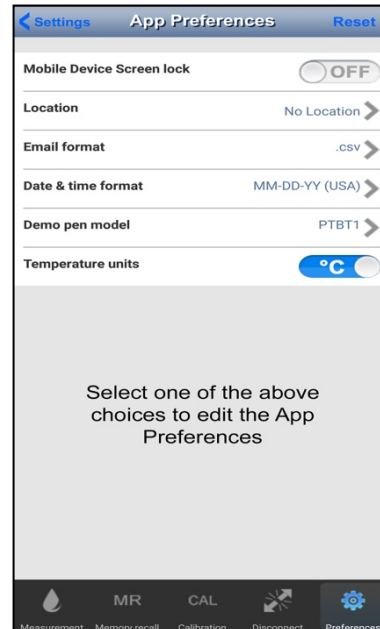 Settings App Preferences Reset
Mobile Device Screen lock OFF
Location No Location
Email format .csv
Date & time format MM-DD-YY (USA)
Demo pen model PTBT1
Temperature units °C
Select one of the above
choices to edit the App
Preferences
MR CAL
Measurement Memory recall Calibration Disconnect Preferences